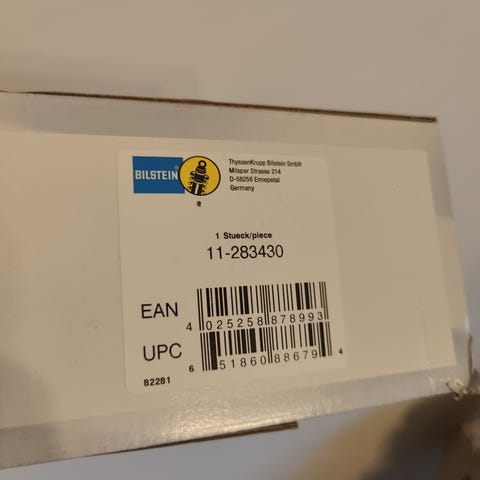 BILSTEIN
ThyssenKrupp Bilstein GmbH
Milsper Strasse 214
D-58256 Ennepetal
Germany
1 Stueck/piece
11-283430
EAN
4 025258 878993
UPC
6 51860 88679 4
82281